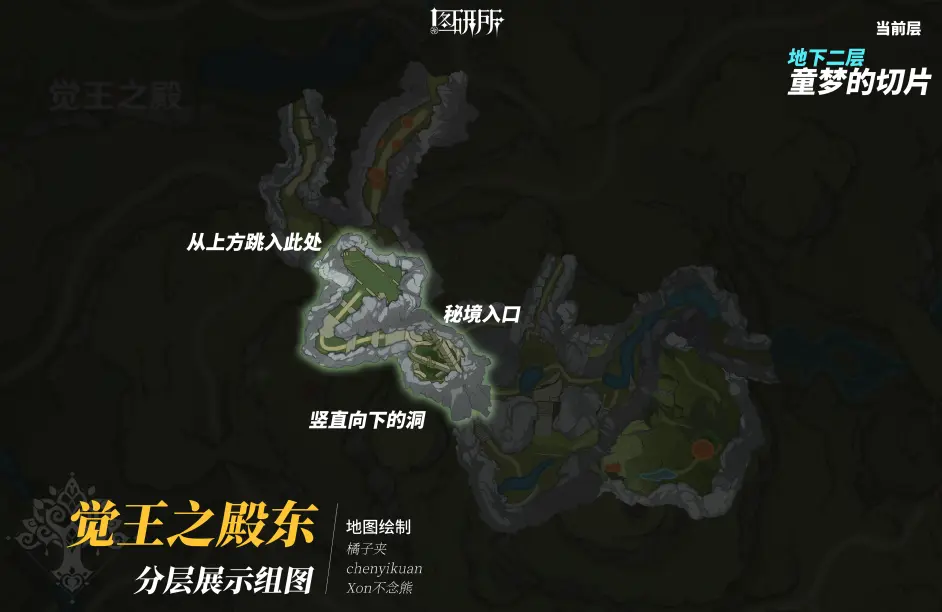 图研所
当前层
地下二层
童梦的切片
觉王之殿
从上方跳入此处
秘境入口
竖直向下的洞
觉王之殿东
分层展示组图
地图绘制
橘子夹
chenyikuan
Xon不念熊